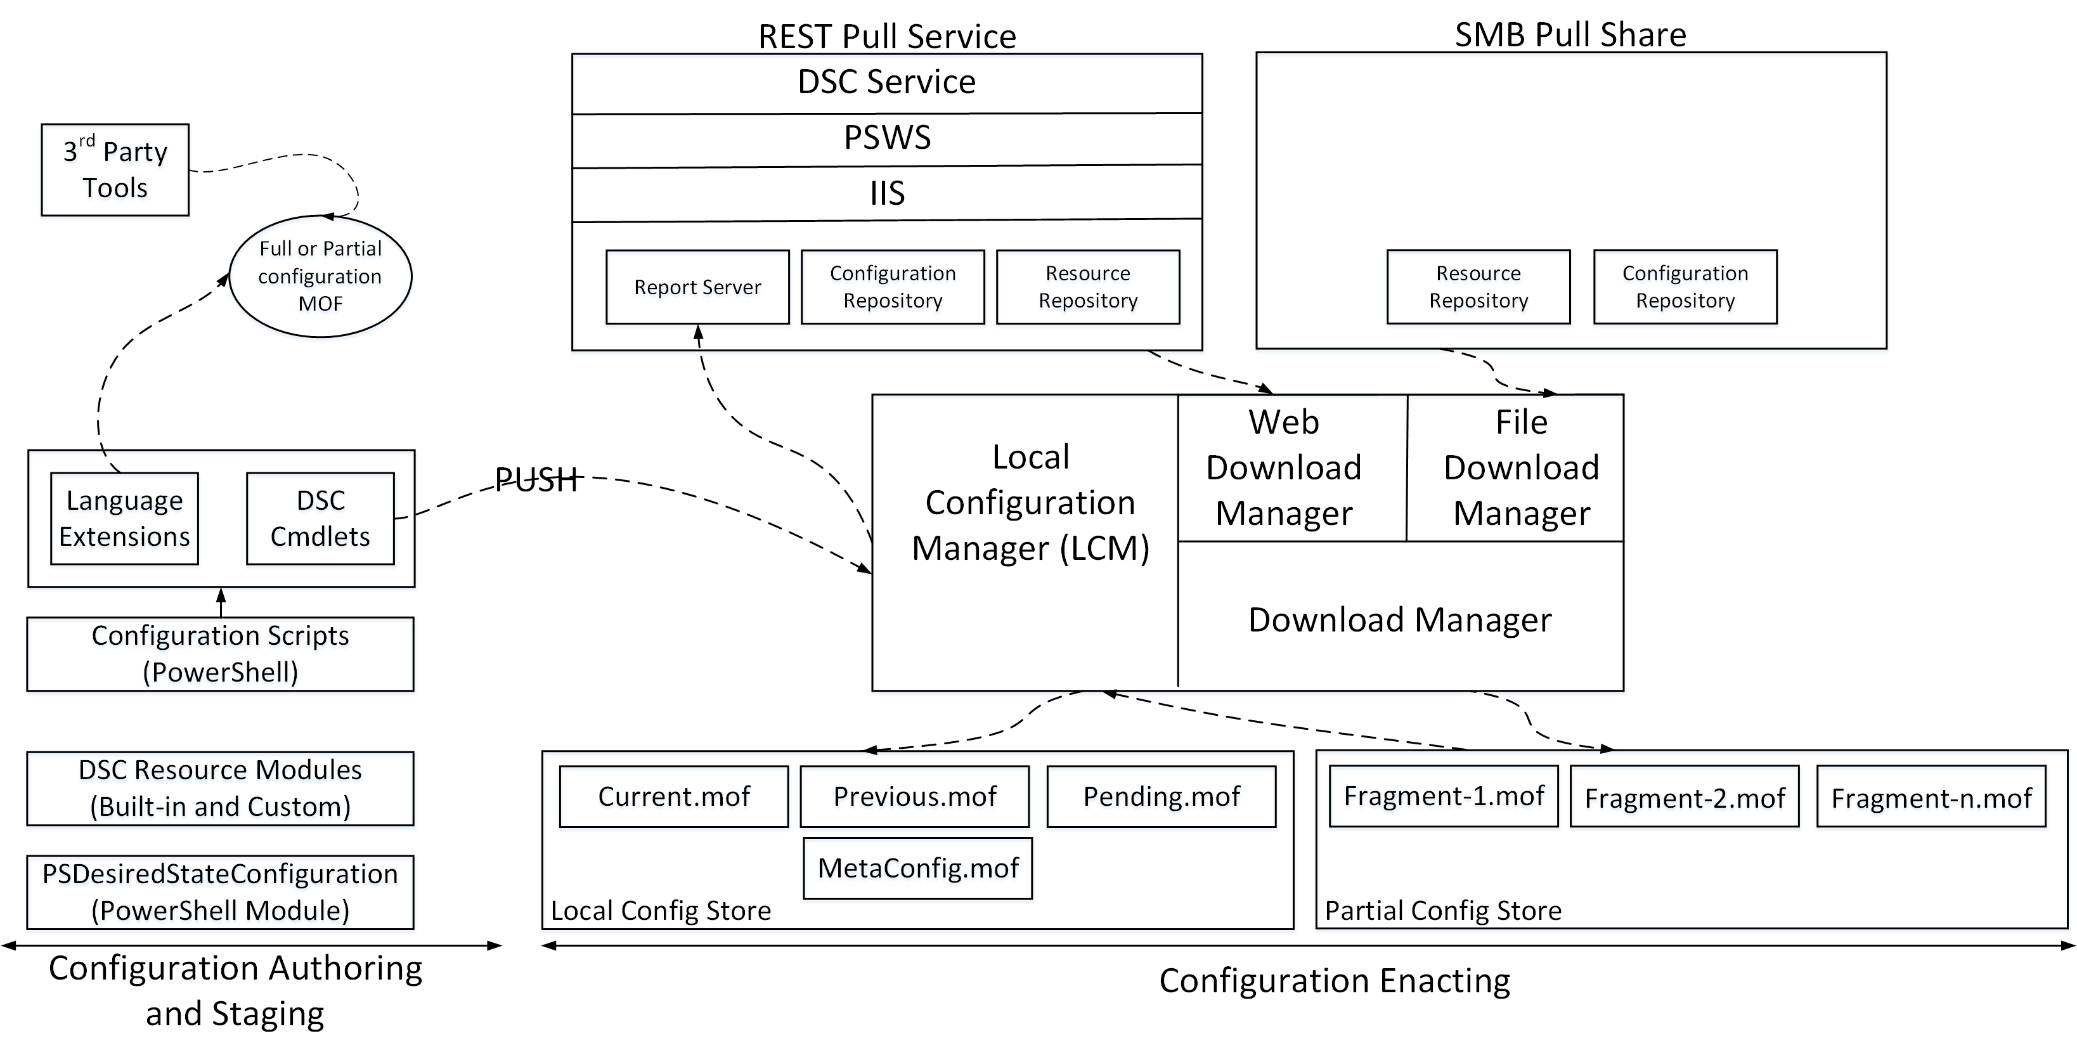 REST Pull Service
DSC Service
PSWS
IIS
Report Server
Configuration
Repository
Resource
Repository
SMB Pull Share
Resource
Repository
Configuration
Repository
3rd Party
Tools
Full or Partial
configuration
MOF
Language
Extensions
DSC
Cmdlets
PUSH
Configuration Scripts
(PowerShell)
DSC Resource Modules
(Built-in and Custom)
PSDesiredStateConfiguration
(PowerShell Module)
Configuration Authoring
and Staging
Local
Configuration
Manager (LCM)
Web
Download
Manager
File
Download
Manager
Download Manager
Current.mof
Previous.mof
Pending.mof
MetaConfig.mof
Local Config Store
Fragment-1.mof
Fragment-2.mof
Fragment-n.mof
Partial Config Store
Configuration Enacting